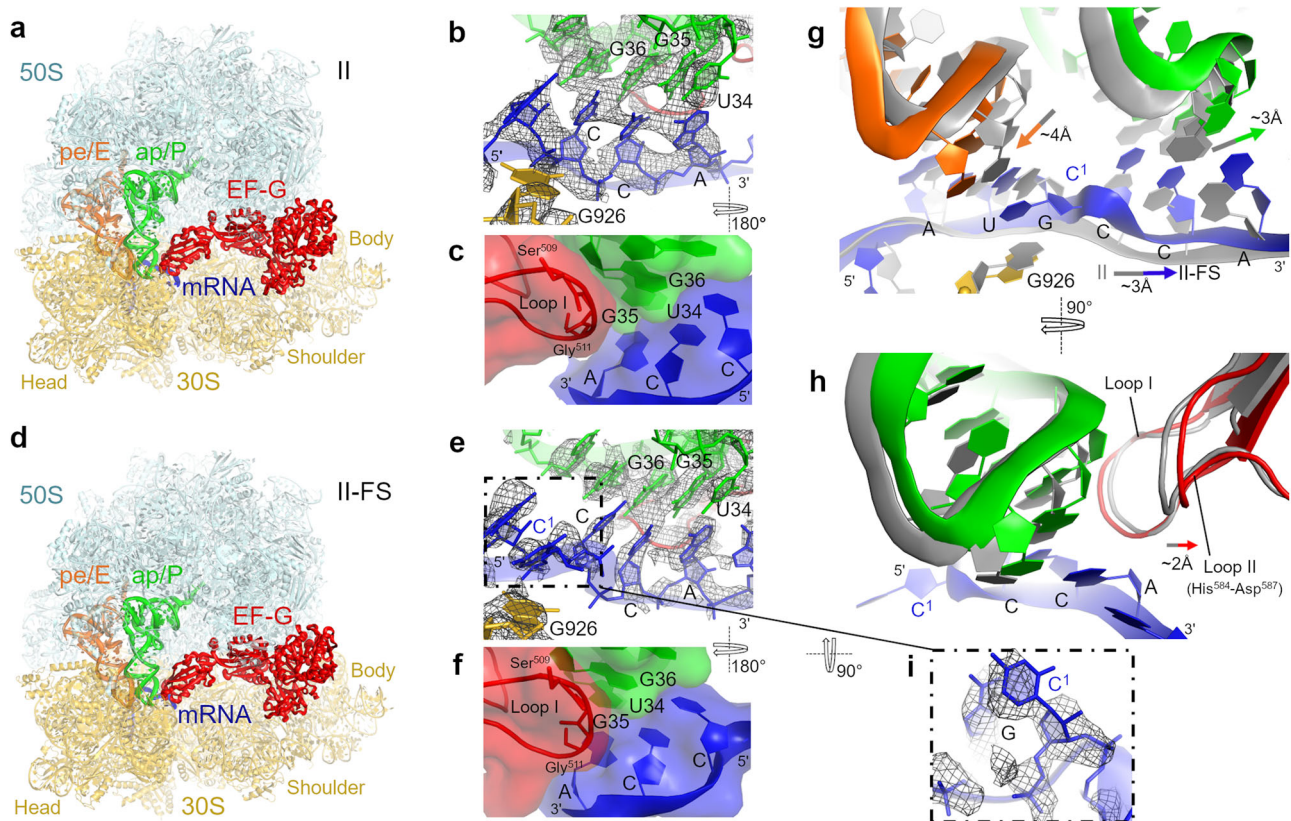 a
50S
II
pe/E
ap/P
EF-G
Body
mRNA
Shoulder
Head
30S
b
G36
G35
U34
C
5'
C
A
3'
G926
180°
c
Ser⁵⁰⁹
G36
Loop I
G35
U34
Gly⁵¹¹
A
C
C
3'
5'
d
50S
II-FS
pe/E
ap/P
EF-G
Body
mRNA
Shoulder
Head
30S
e
G36
G35
U34
C
C¹
5'
C
A
3'
G926
180°
90°
f
Ser⁵⁰⁹
G36
Loop I
U34
G35
Gly⁵¹¹
A
C
C
3'
5'
g
~4Å
~3Å
C¹
A
U
G
C
C
A
5'
3'
G926
II
II-FS
~3Å
90°
h
Loop I
~2Å
Loop II
(His⁵⁸⁴-Asp⁵⁸⁷)
5'
C¹
C
C
A
3'
i
C¹
G